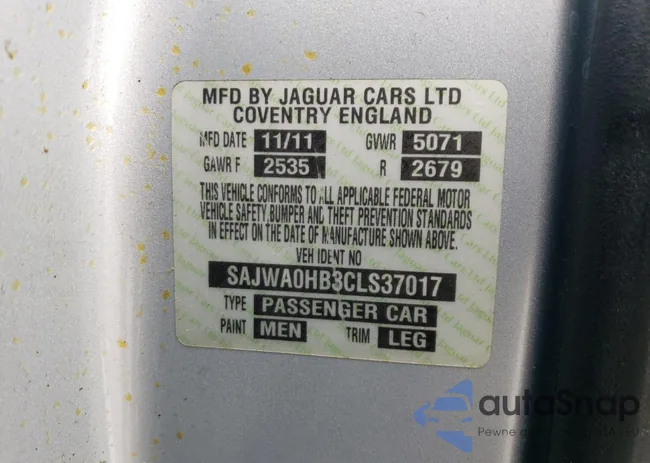 MFD BY JAGUAR CARS LTD
COVENTRY ENGLAND
MFD DATE 11/11 GVWR 5071
GAWR F 2535 R 2679
THIS VEHICLE CONFORMS TO ALL APPLICABLE FEDERAL MOTOR
VEHICLE SAFETY BUMPER AND THEFT PREVENTION STANDARDS
IN EFFECT ON THE DATE OF MANUFACTURE SHOWN ABOVE.
VEH IDENT NO
SAJWA0HB3CLS37017
TYPE PASSENGER CAR
PAINT MEN TRIM LEG
autoSnap